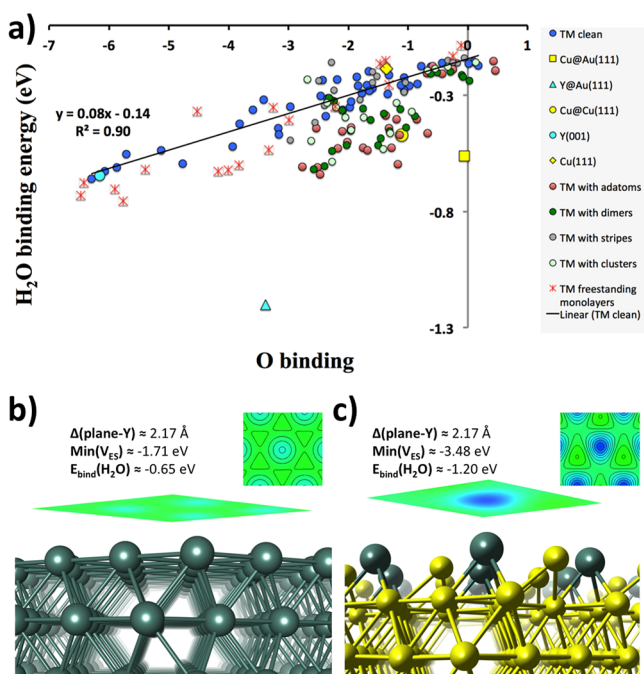 a)
-7 -6 -5 -4 -3 -2 -1 0 1
-0.3
-0.8
-1.3
y = 0.08x - 0.14
R² = 0.90
H₂O binding energy (eV)
O binding
TM clean
Cu@Au(111)
Y@Au(111)
Cu@Cu(111)
Y(001)
Cu(111)
TM with adatoms
TM with dimers
TM with stripes
TM with clusters
TM freestanding
monolayers
Linear (TM clean)
b)
Δ(plane-Y) ≈ 2.17 Å
Min(V_ES) ≈ -1.71 eV
E_bind(H₂O) ≈ -0.65 eV
c)
Δ(plane-Y) ≈ 2.17 Å
Min(V_ES) ≈ -3.48 eV
E_bind(H₂O) ≈ -1.20 eV